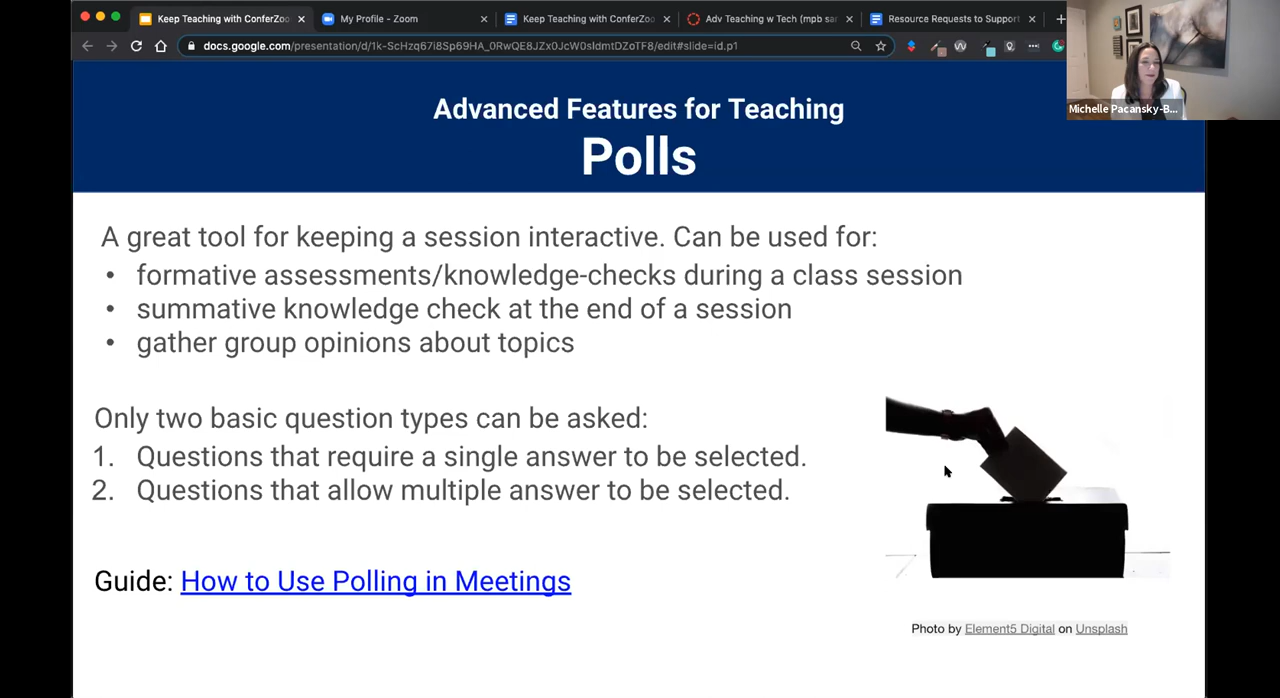 Keep Teaching with ConferZoo
My Profile - Zoom
Keep Teaching with ConferZoo
Adv Teaching w Tech (mpb sa
Resource Requests to Support
docs.google.com/presentation/d/1k-ScHzq67i8Sp69HA_0RwQE8JZx0JcW0sIdmtDZoTF8/edit#slide=id.p1
Michelle Pacansky-B...
Advanced Features for Teaching
Polls
A great tool for keeping a session interactive. Can be used for:
• formative assessments/knowledge-checks during a class session
• summative knowledge check at the end of a session
• gather group opinions about topics
Only two basic question types can be asked:
1. Questions that require a single answer to be selected.
2. Questions that allow multiple answer to be selected.
Guide: How to Use Polling in Meetings
Photo by Element5 Digital on Unsplash